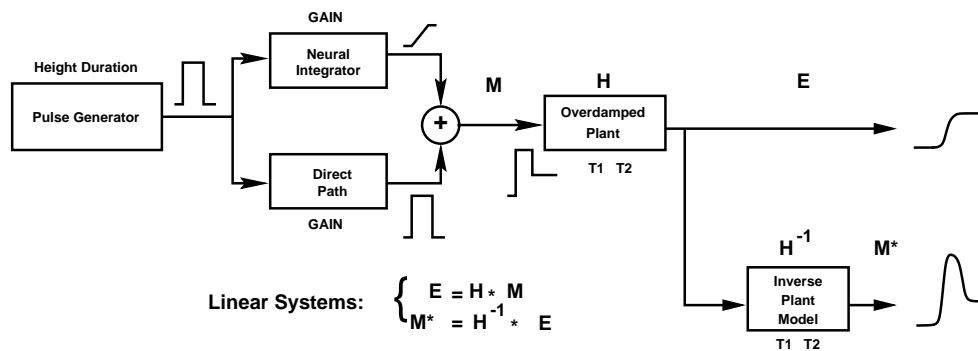 GAIN
Height Duration
Neural
Integrator
Pulse Generator
+
M
H
E
Overdamped
Plant
T1 T2
Direct
Path
GAIN
H-1
M*
Inverse
Plant
Model
T1 T2
Linear Systems: { E = H * M
M* = H-1 * E